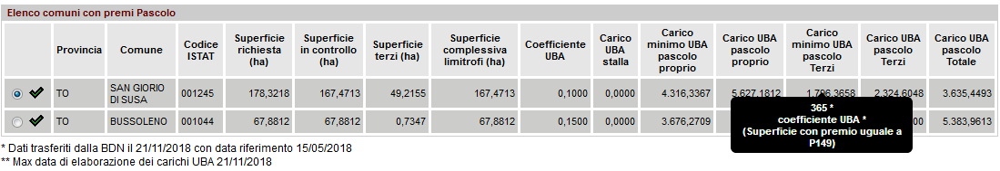 Elenco comuni con premi Pascolo
Provincia Comune Codice ISTAT Superficie richiesta (ha) Superficie in controllo (ha) Superficie terzi (ha) Superficie complessiva limitrofi (ha) Coefficiente UBA Carico UBA stalla Carico minimo UBA pascolo proprio Carico UBA pascolo proprio Carico minimo UBA pascolo Terzi Carico UBA pascolo Terzi Carico UBA pascolo Totale
TO SAN GIORIO DI SUSA 001245 178,3218 167,4713 49,2155 167,4713 0,1000 0,0000 4.316,3367 5.627,1812 1.796,3658 2.324,6048 3.635,4493
TO BUSSOLENO 001044 67,8812 67,8812 0,7347 67,8812 0,1500 0,0000 3.676,2709 5.383,9613
365 *
coefficiente UBA *
(Superficie con premio uguale a
P149)
* Dati trasferiti dalla BDN il 21/11/2018 con data riferimento 15/05/2018
** Max data di elaborazione dei carichi UBA 21/11/2018